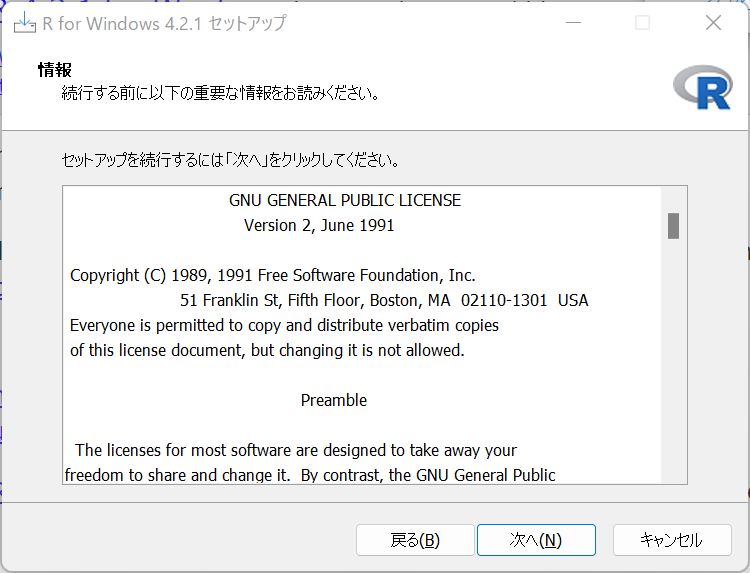 R for Windows 4.2.1 セットアップ
情報
続行する前に以下の重要な情報をお読みください。
R
セットアップを続行するには「次へ」をクリックしてください。
GNU GENERAL PUBLIC LICENSE
Version 2, June 1991
Copyright (C) 1989, 1991 Free Software Foundation, Inc.
51 Franklin St, Fifth Floor, Boston, MA  02110-1301  USA
Everyone is permitted to copy and distribute verbatim copies
of this license document, but changing it is not allowed.
Preamble
The licenses for most software are designed to take away your
freedom to share and change it.  By contrast, the GNU General Public
戻る(B)
次へ(N)
キャンセル